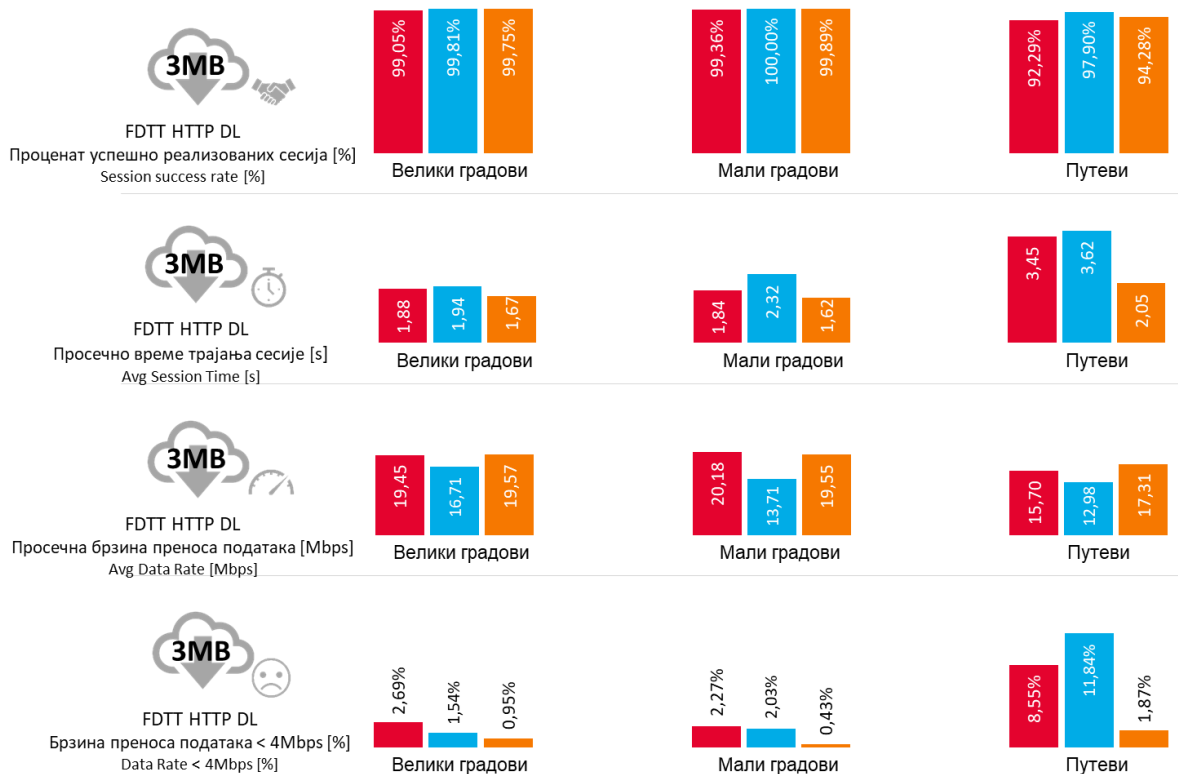 3MB
FDTT HTTP DL
Проценат успешно реализованих сесија [%]
Session success rate [%]
99,05%
99,81%
99,75%
Велики градови
99,36%
100,00%
99,89%
Мали градови
92,29%
97,90%
94,28%
Путеви
3MB
FDTT HTTP DL
Просечно време трајања сесије [s]
Avg Session Time [s]
1,88
1,94
1,67
Велики градови
1,84
2,32
1,62
Мали градови
3,45
3,62
2,05
Путеви
3MB
FDTT HTTP DL
Просечна брзина преноса података [Mbps]
Avg Data Rate [Mbps]
19,45
16,71
19,57
Велики градови
20,18
13,71
19,55
Мали градови
15,70
12,98
17,31
Путеви
3MB
FDTT HTTP DL
Брзина преноса података < 4Mbps [%]
Data Rate < 4Mbps [%]
2,69%
1,54%
0,95%
Велики градови
2,27%
2,03%
0,43%
Мали градови
8,55%
11,84%
1,87%
Путеви